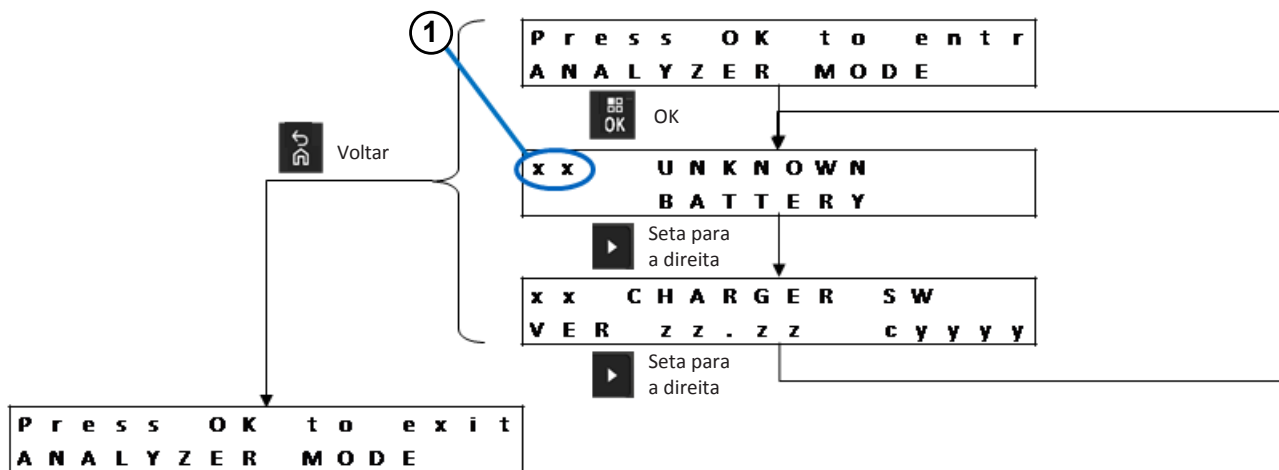 1
Press OK to entr
ANALYZER MODE
OK
OK
Voltar
xx UNKNOWN
BATTERY
Seta para
a direita
xx CHARGER SW
VER zz.zz cyyyy
Seta para
a direita
Press OK to exit
ANALYZER MODE